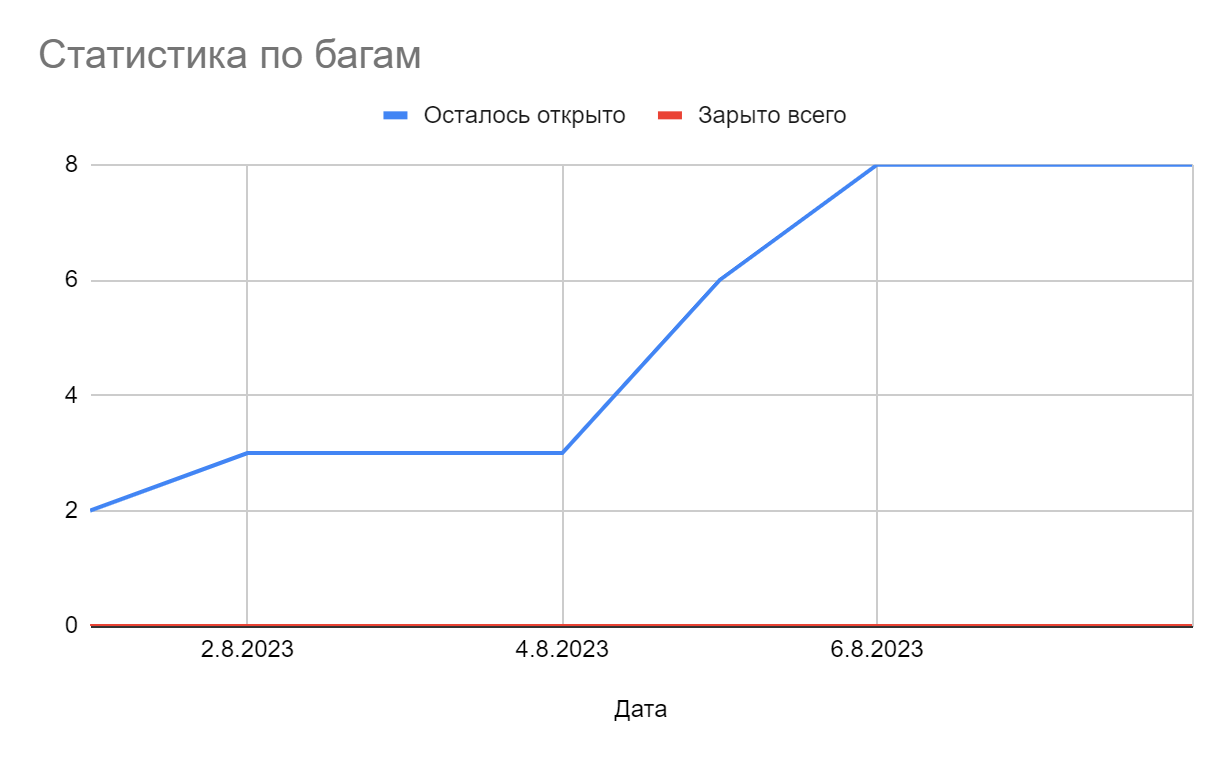 Статистика по багам
Осталось открыто
Зарыто всего
8
6
4
2
0
2.8.2023
4.8.2023
6.8.2023
Дата